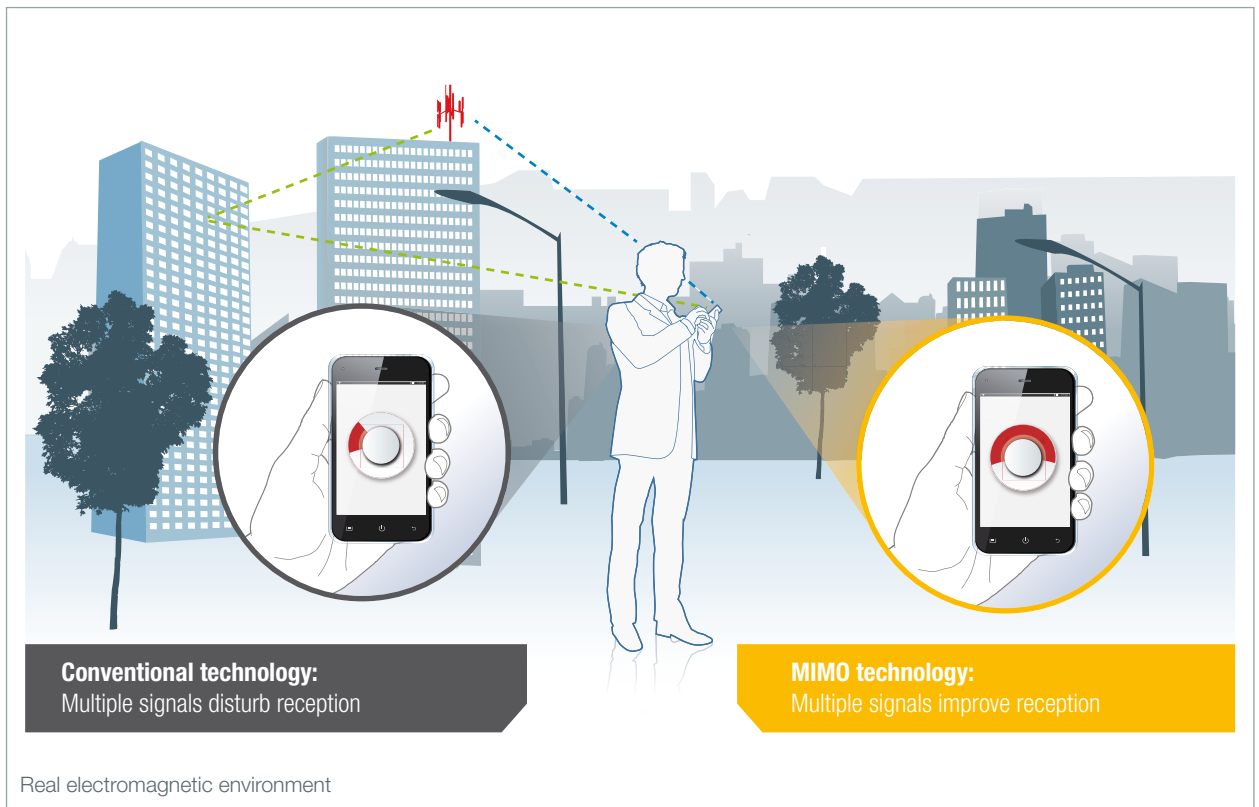 Conventional technology:
Multiple signals disturb reception
MIMO technology:
Multiple signals improve reception
Real electromagnetic environment